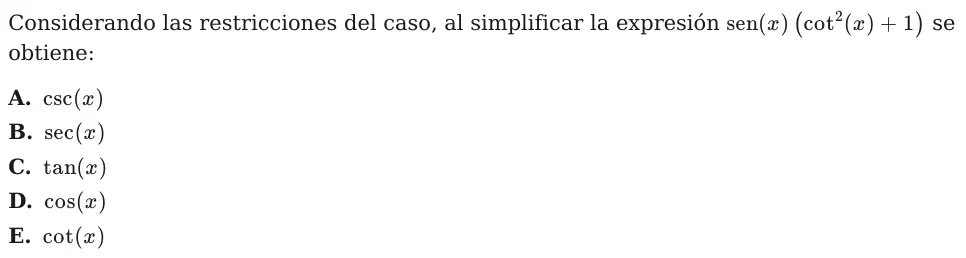 Considerando las restricciones del caso, al simplificar la expresión sen(x) (cot²(x) + 1) se
obtiene:
A. csc(x)
B. sec(x)
C. tan(x)
D. cos(x)
E. cot(x)